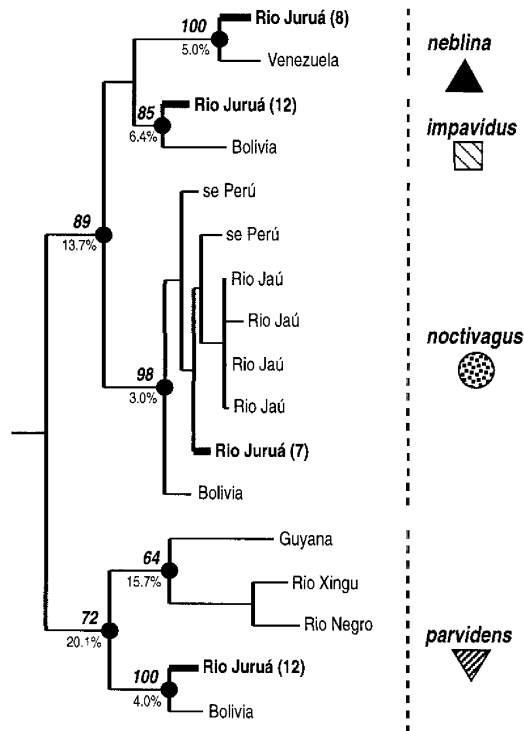 Rio Juruá (8)
100
5.0%
Venezuela
neblina
Rio Juruá (12)
85
6.4%
Bolivia
impavidus
se Perú
89
13.7%
se Perú
Rio Jaú
Rio Jaú
Rio Jaú
Rio Jaú
98
3.0%
noctivagus
Rio Juruá (7)
Bolivia
Guyana
64
15.7%
Rio Xingu
Rio Negro
72
20.1%
parvidens
Rio Juruá (12)
100
4.0%
Bolivia